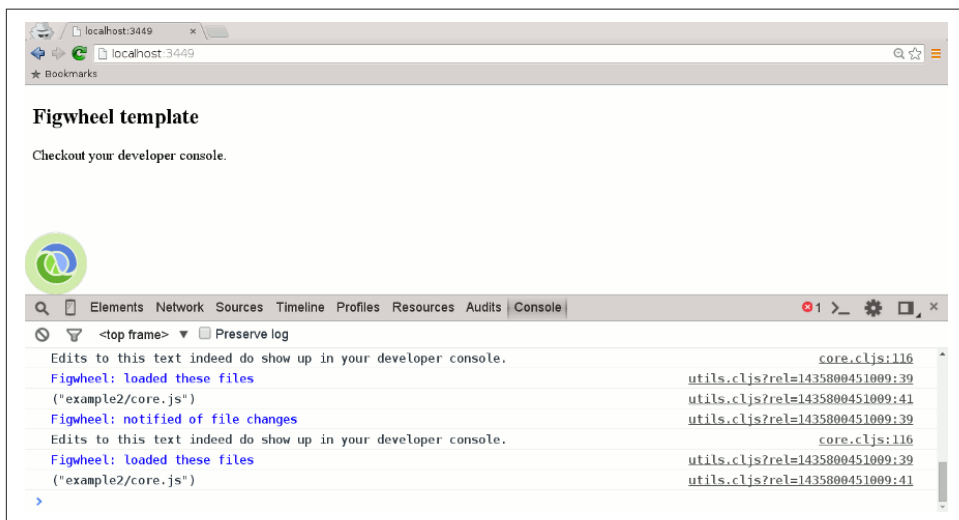 localhost:3449 ×
localhost:3449
★ Bookmarks
Figwheel template
Checkout your developer console.
Elements Network Sources Timeline Profiles Resources Audits Console 1 ×
<top frame> ▼ Preserve log
Edits to this text indeed do show up in your developer console. core.cljs:116
Figwheel: loaded these files utils.cljs?rel=1435800451009:39
("example2/core.js") utils.cljs?rel=1435800451009:41
Figwheel: notified of file changes utils.cljs?rel=1435800451009:39
Edits to this text indeed do show up in your developer console. core.cljs:116
Figwheel: loaded these files utils.cljs?rel=1435800451009:39
("example2/core.js") utils.cljs?rel=1435800451009:41